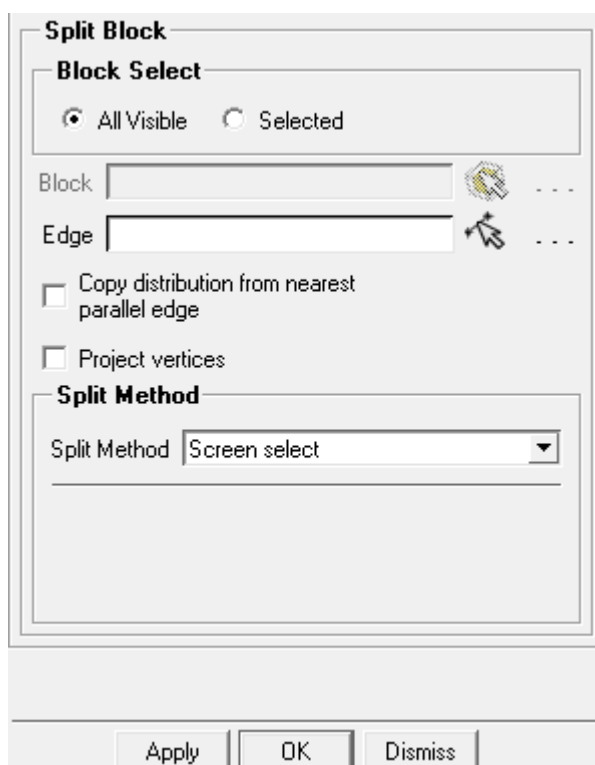 Split Block
Block Select
All Visible Selected
Block ...
Edge ...
Copy distribution from nearest
parallel edge
Project vertices
Split Method
Split Method Screen select
Apply OK Dismiss